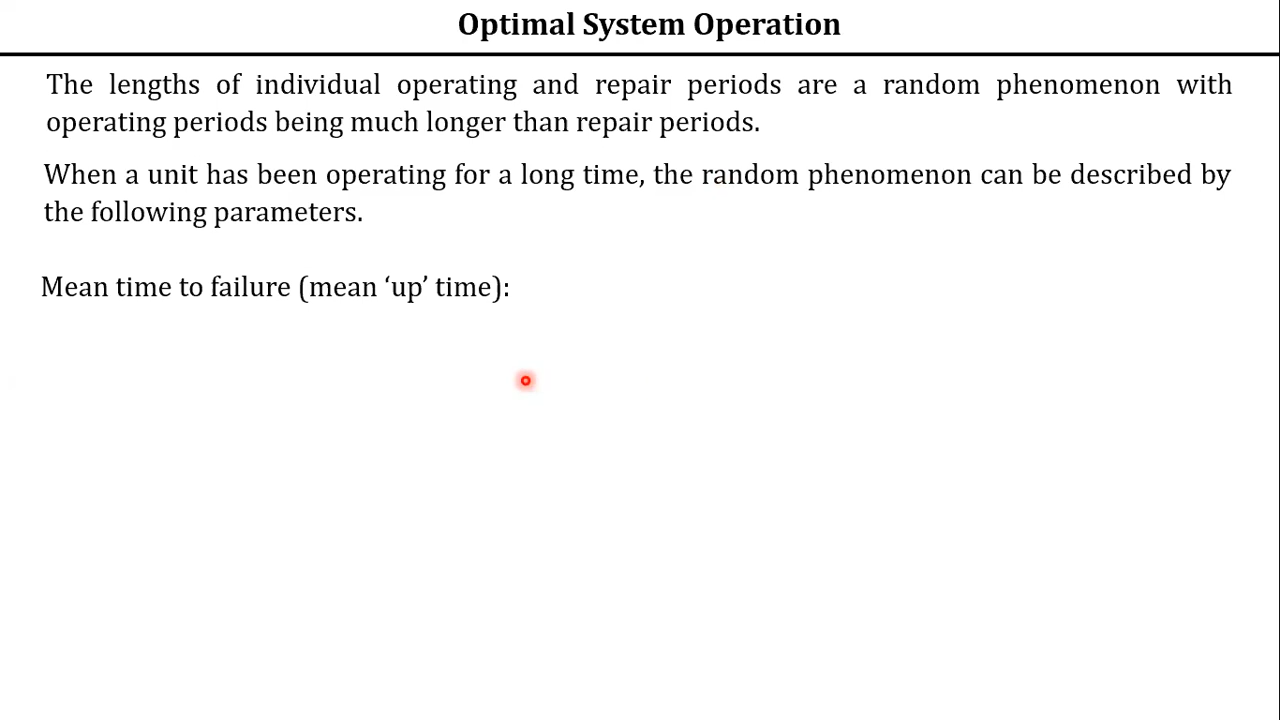 Optimal System Operation
The lengths of individual operating and repair periods are a random phenomenon with
operating periods being much longer than repair periods.
When a unit has been operating for a long time, the random phenomenon can be described by
the following parameters.
Mean time to failure (mean ‘up’ time):